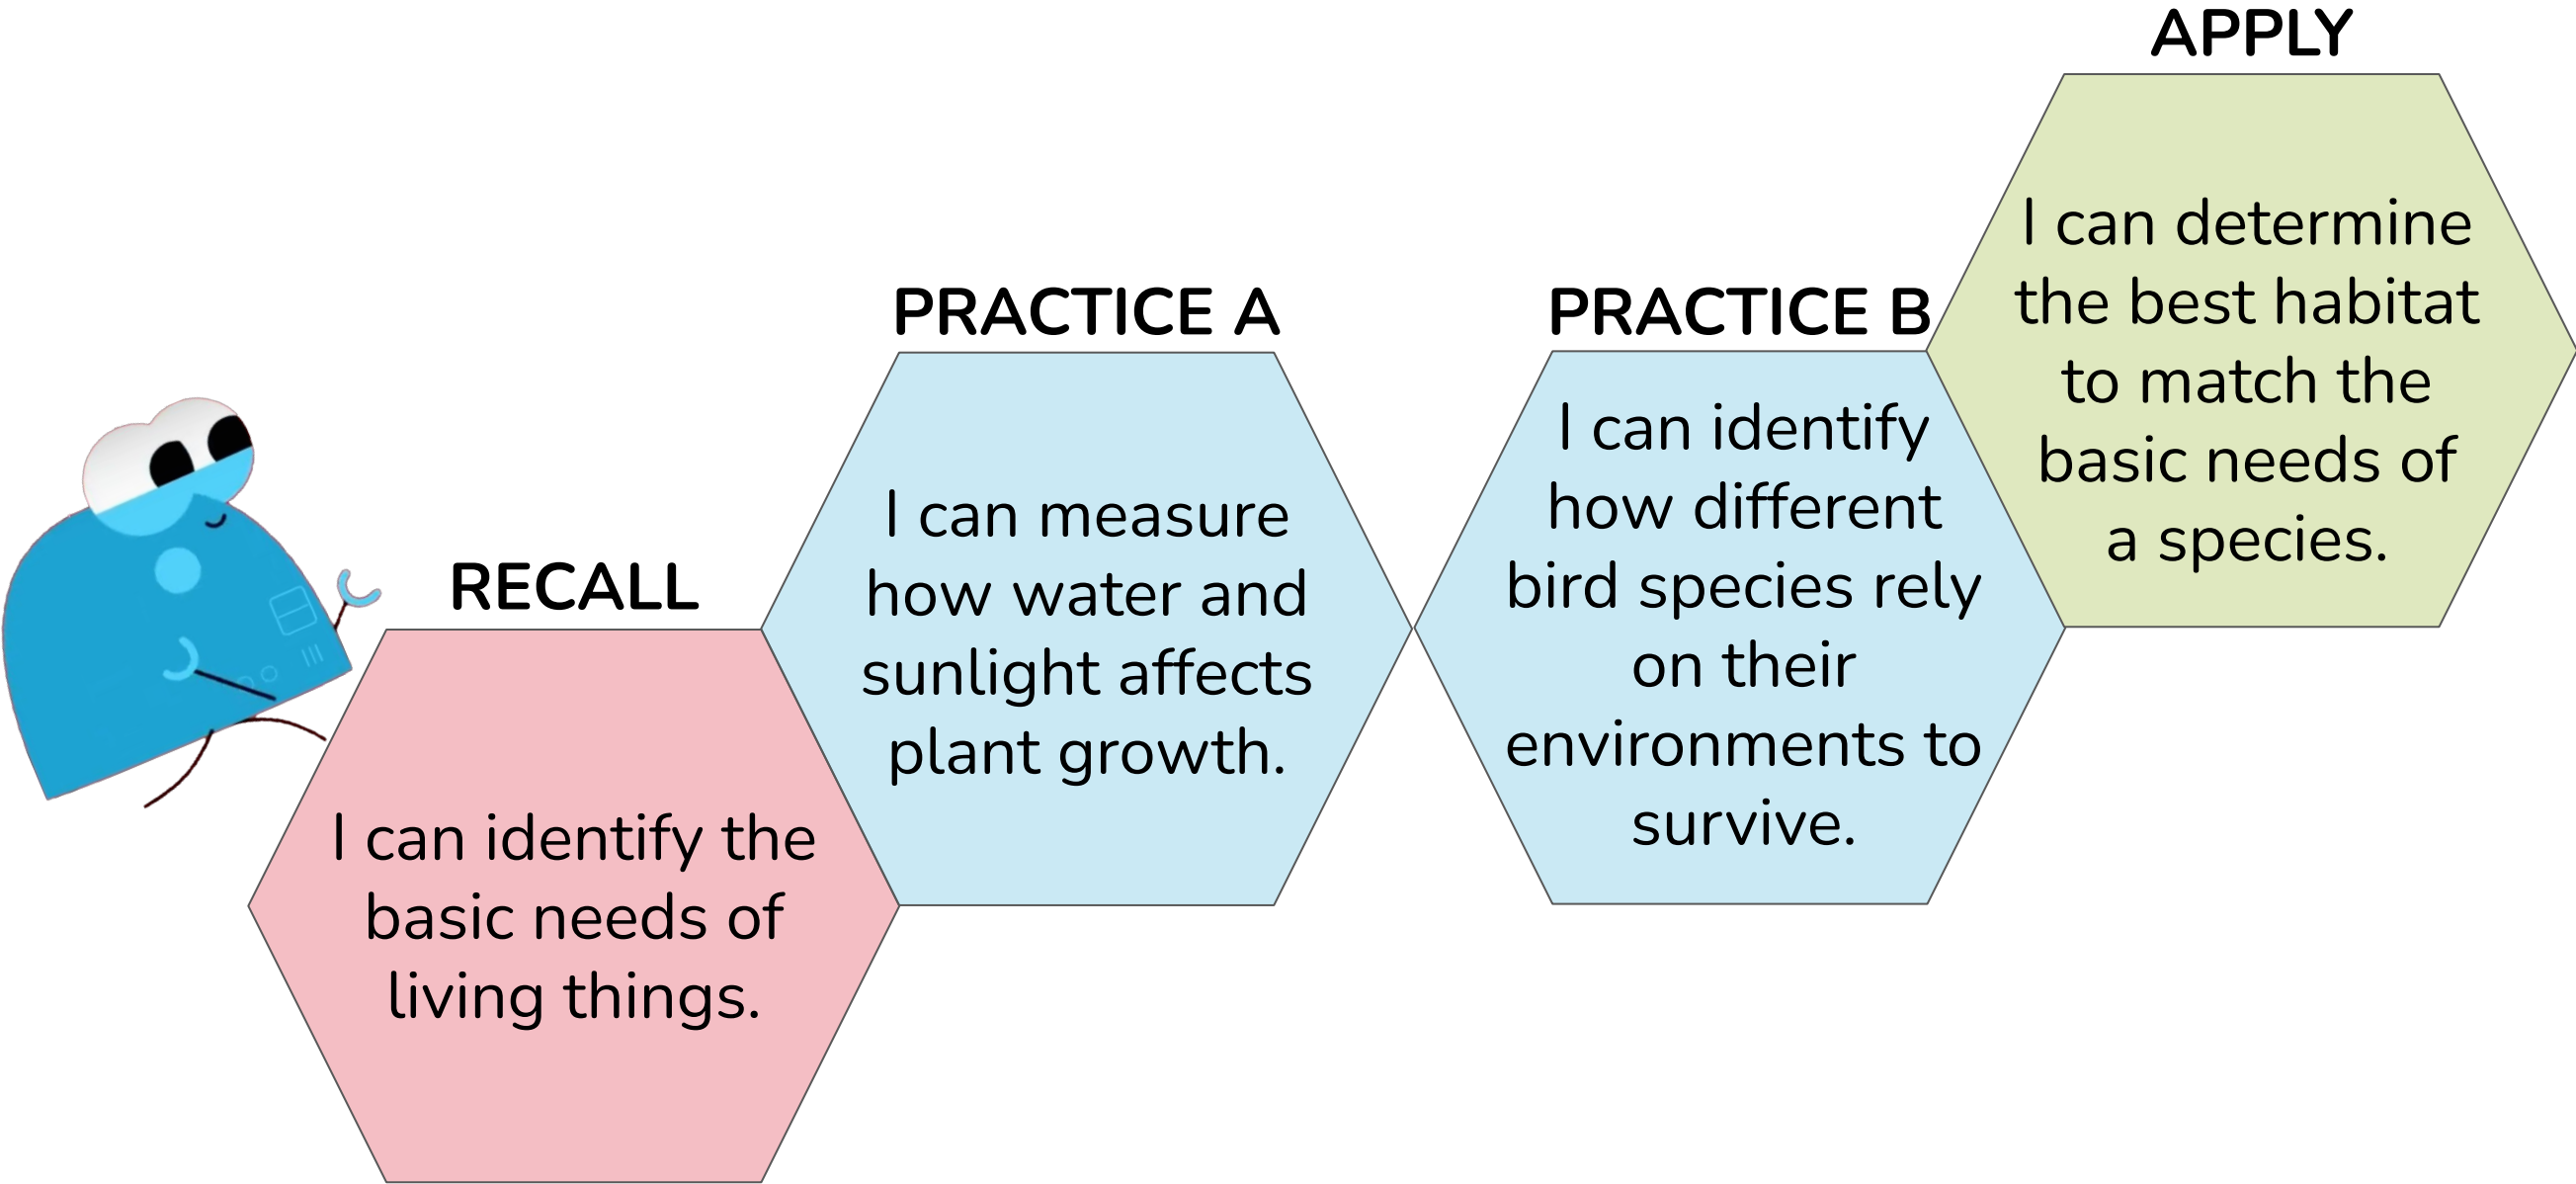 RECALL
I can identify the
basic needs of
living things.
PRACTICE A
I can measure
how water and
sunlight affects
plant growth.
PRACTICE B
I can identify
how different
bird species rely
on their
environments to
survive.
APPLY
I can determine
the best habitat
to match the
basic needs of
a species.